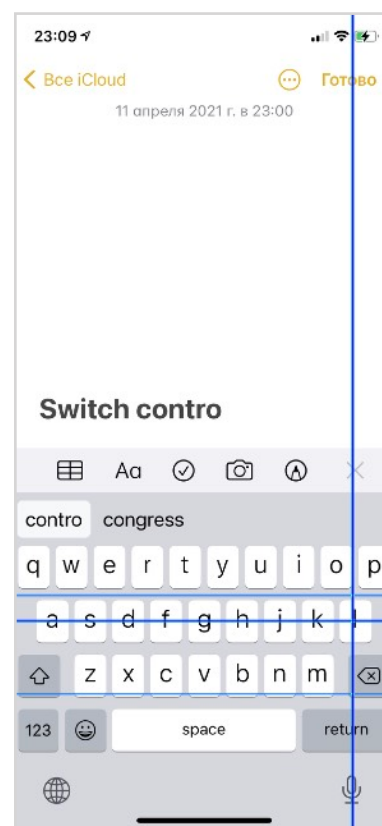 23:09
Все iCloud
Готово
11 апреля 2021 г. в 23:00
Switch contro
Aa
contro congress
q w e r t y u i o p
a s d f g h j k l
z x c v b n m
123 space return